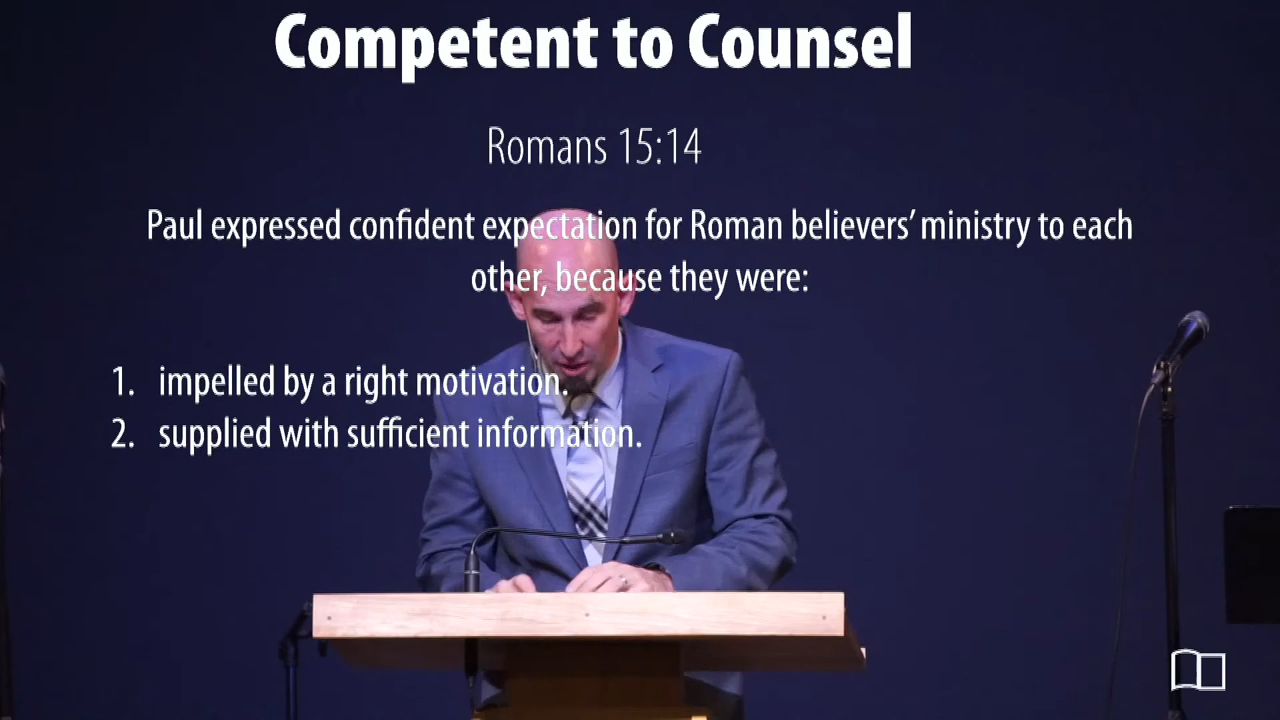 Competent to Counsel
Romans 15:14
Paul expressed confident expectation for Roman believers’ ministry to each
other, because they were:
1. impelled by a right motivation.
2. supplied with sufficient information.